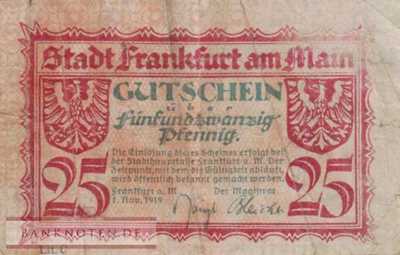 Stadt Frankfurt am Main
GUTSCHEIN
über
Fünfundzwanzig
Pfennig.
Die Einlösung dieses Scheines erfolgt bei
der Stadthauptkasse Frankfurt a. M. Der
Zeitpunkt, mit dem die Gültigkeit abläuft,
wird öffentlich bekannt gemacht werden.
Frankfurt a. M. Der Magistrat
1. Nov. 1919
25 25
BANKNOTEN.DE
Lit. C